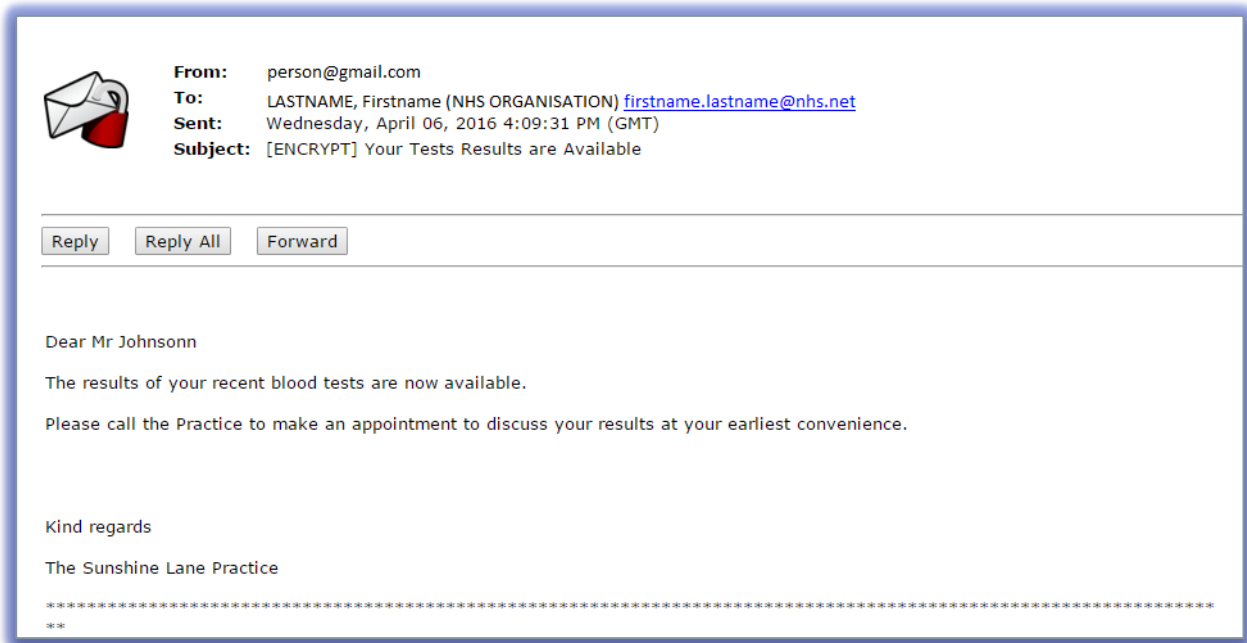 From: person@gmail.com
To: LASTNAME, Firstname (NHS ORGANISATION) firstname.lastname@nhs.net
Sent: Wednesday, April 06, 2016 4:09:31 PM (GMT)
Subject: [ENCRYPT] Your Tests Results are Available
Reply Reply All Forward
Dear Mr Johnsonn
The results of your recent blood tests are now available.
Please call the Practice to make an appointment to discuss your results at your earliest convenience.
Kind regards
The Sunshine Lane Practice
********************************************************************************************************************
**